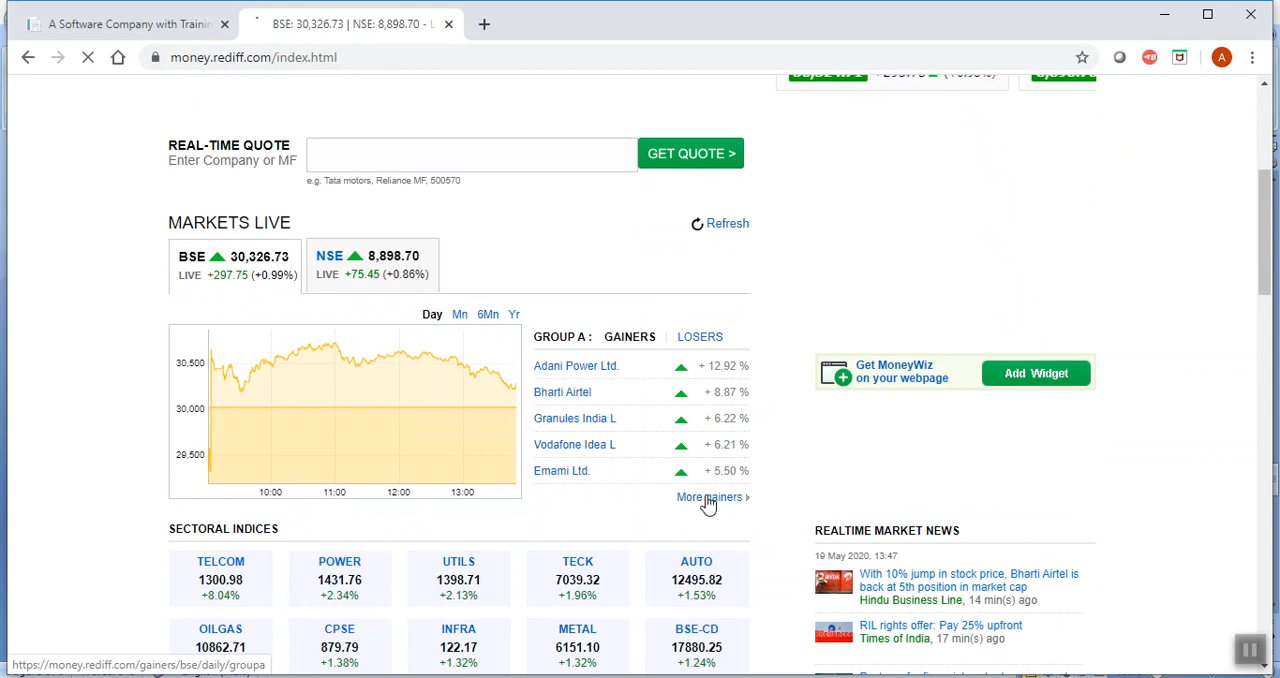 A Software Company with Trainin
BSE: 30,326.73 | NSE: 8,898.70 - L
money.rediff.com/index.html
A
REAL-TIME QUOTE
Enter Company or MF
GET QUOTE >
e.g. Tata motors, Reliance MF, 500570
MARKETS LIVE
Refresh
BSE 30,326.73
LIVE +297.75 (+0.99%)
NSE 8,898.70
LIVE +75.45 (+0.86%)
Day Mn 6Mn Yr
30,500
30,000
29,500
10:00 11:00 12:00 13:00
GROUP A : GAINERS | LOSERS
Adani Power Ltd. + 12.92 %
Bharti Airtel + 8.87 %
Granules India L + 6.22 %
Vodafone Idea L + 6.21 %
Emami Ltd. + 5.50 %
More gainers
Get MoneyWiz
on your webpage
Add Widget
SECTORAL INDICES
TELCOM POWER UTILS TECK AUTO
1300.98 1431.76 1398.71 7039.32 12495.82
+8.04% +2.34% +2.13% +1.96% +1.53%
OILGAS CPSE INFRA METAL BSE-CD
10862.71 879.79 122.17 6151.10 17880.25
+1.38% +1.32% +1.32% +1.24%
REALTIME MARKET NEWS
19 May 2020, 13:47
With 10% jump in stock price, Bharti Airtel is
back at 5th position in market cap
Hindu Business Line, 14 min(s) ago
RIL rights offer: Pay 25% upfront
Times of India, 17 min(s) ago
https://money.rediff.com/gainers/bse/daily/groupa